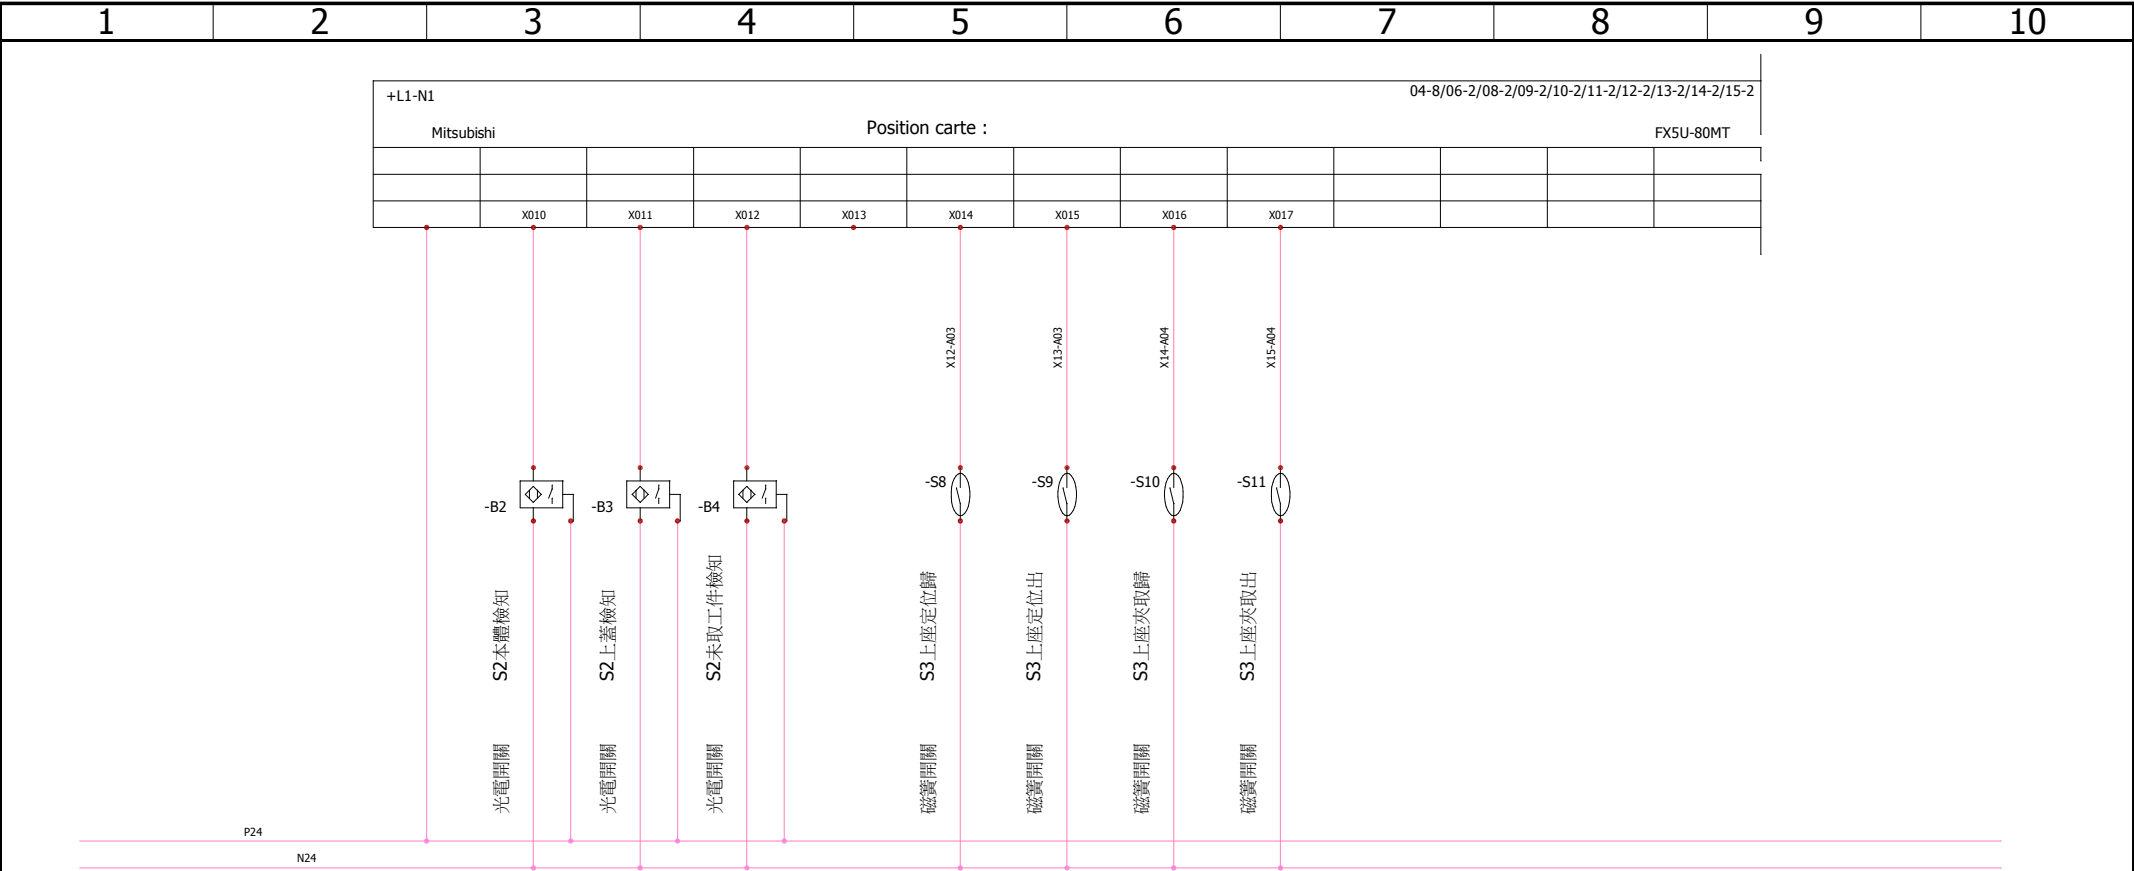 1 2 3 4 5 6 7 8 9 10
+L1-N1 04-8/06-2/08-2/09-2/10-2/11-2/12-2/13-2/14-2/15-2
Mitsubishi Position carte : FX5U-80MT
X010 X011 X012 X013 X014 X015 X016 X017
X12-A03
X13-A03
X14-A04
X15-A04
-B2
-B3
-B4
-S8
-S9
-S10
-S11
S2本體檢知
S2上蓋檢知
S2未取工件檢知
S3上座定位歸
S3上座定位出
S3上座夾取歸
S3上座夾取出
光電開關
光電開關
光電開關
磁簧開關
磁簧開關
磁簧開關
磁簧開關
P24
N24